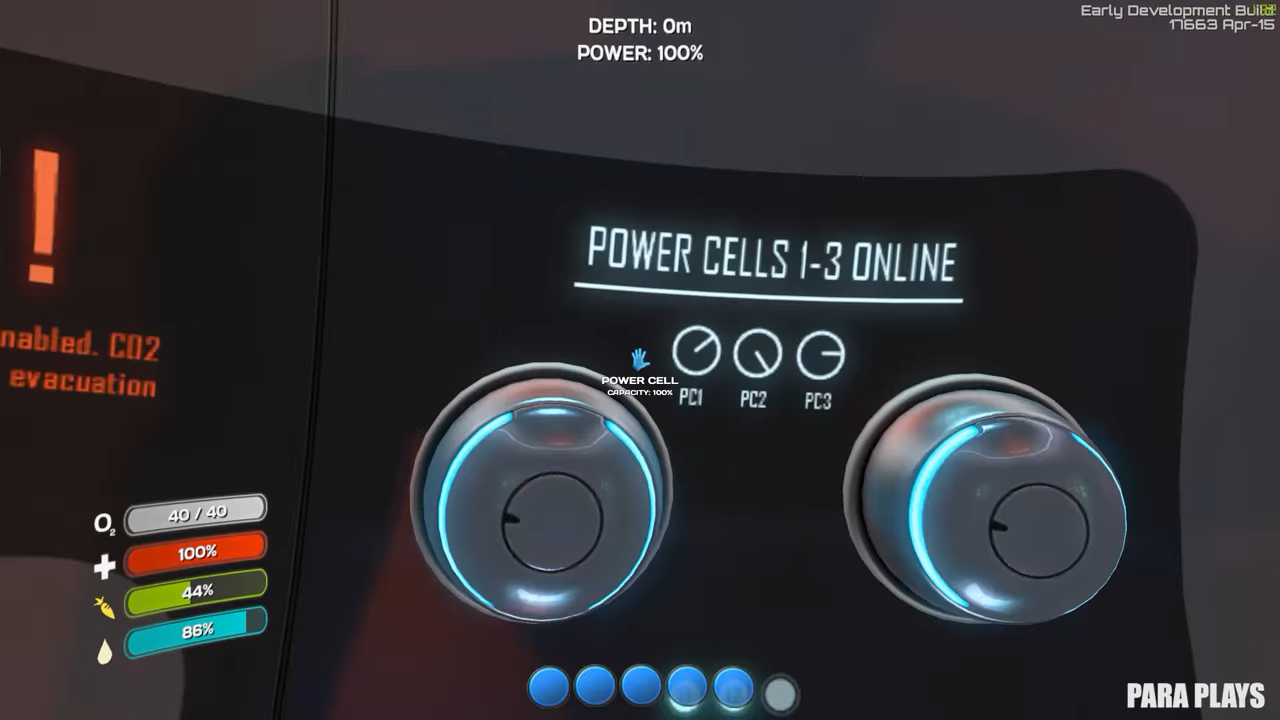 DEPTH: 0m
POWER: 100%
Early Development Build
17663 Apr-15
!
POWER CELLS 1-3 ONLINE
nabled. CO2
evacuation
PC1 PC2 PC3
POWER CELL
CAPACITY: 100%
O2 40 / 40
100%
44%
86%
PARA PLAYS